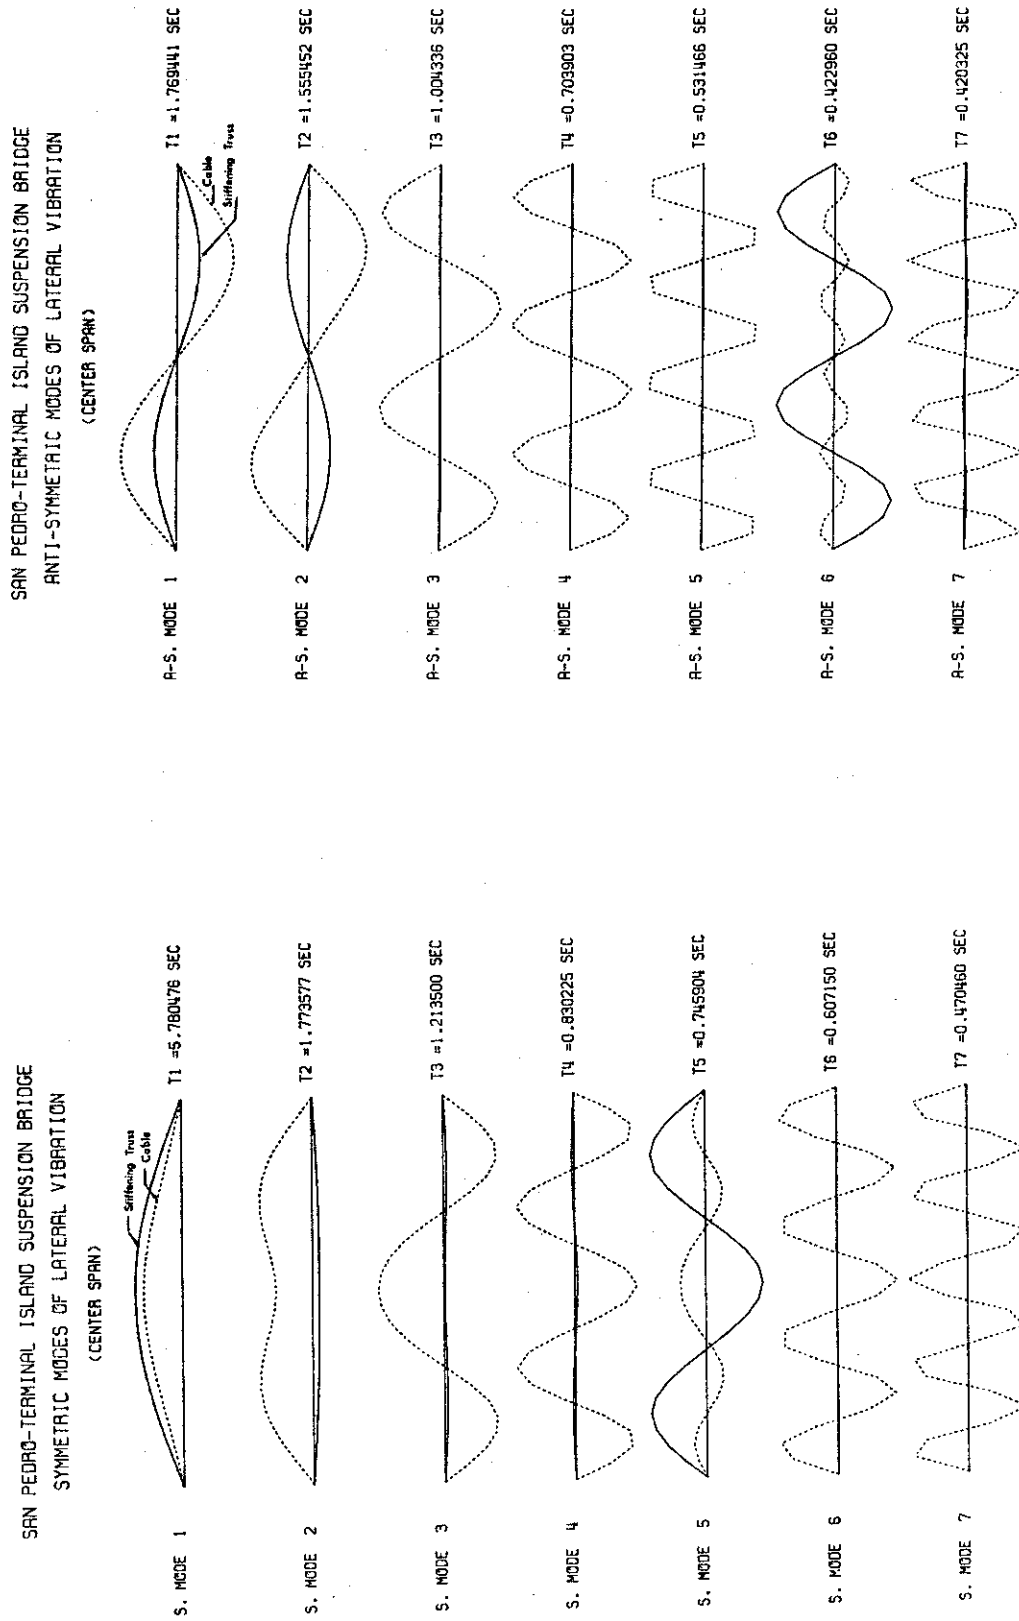 SAN PEDRO-TERMINAL ISLAND SUSPENSION BRIDGE
SYMMETRIC MODES OF LATERAL VIBRATION
(CENTER SPAN)
Stiffening Truss
Cable
S. MODE 1
T1 =5.780476 SEC
S. MODE 2
T2 =1.773577 SEC
S. MODE 3
T3 =1.213500 SEC
S. MODE 4
T4 =0.830225 SEC
S. MODE 5
T5 =0.745904 SEC
S. MODE 6
T6 =0.607150 SEC
S. MODE 7
T7 =0.470460 SEC
SAN PEDRO-TERMINAL ISLAND SUSPENSION BRIDGE
ANTI-SYMMETRIC MODES OF LATERAL VIBRATION
(CENTER SPAN)
A-S. MODE 1
T1 =1.769441 SEC
Cable
Stiffening Truss
A-S. MODE 2
T2 =1.555452 SEC
A-S. MODE 3
T3 =1.004336 SEC
A-S. MODE 4
T4 =0.703903 SEC
A-S. MODE 5
T5 =0.531466 SEC
A-S. MODE 6
T6 =0.422960 SEC
A-S. MODE 7
T7 =0.420325 SEC